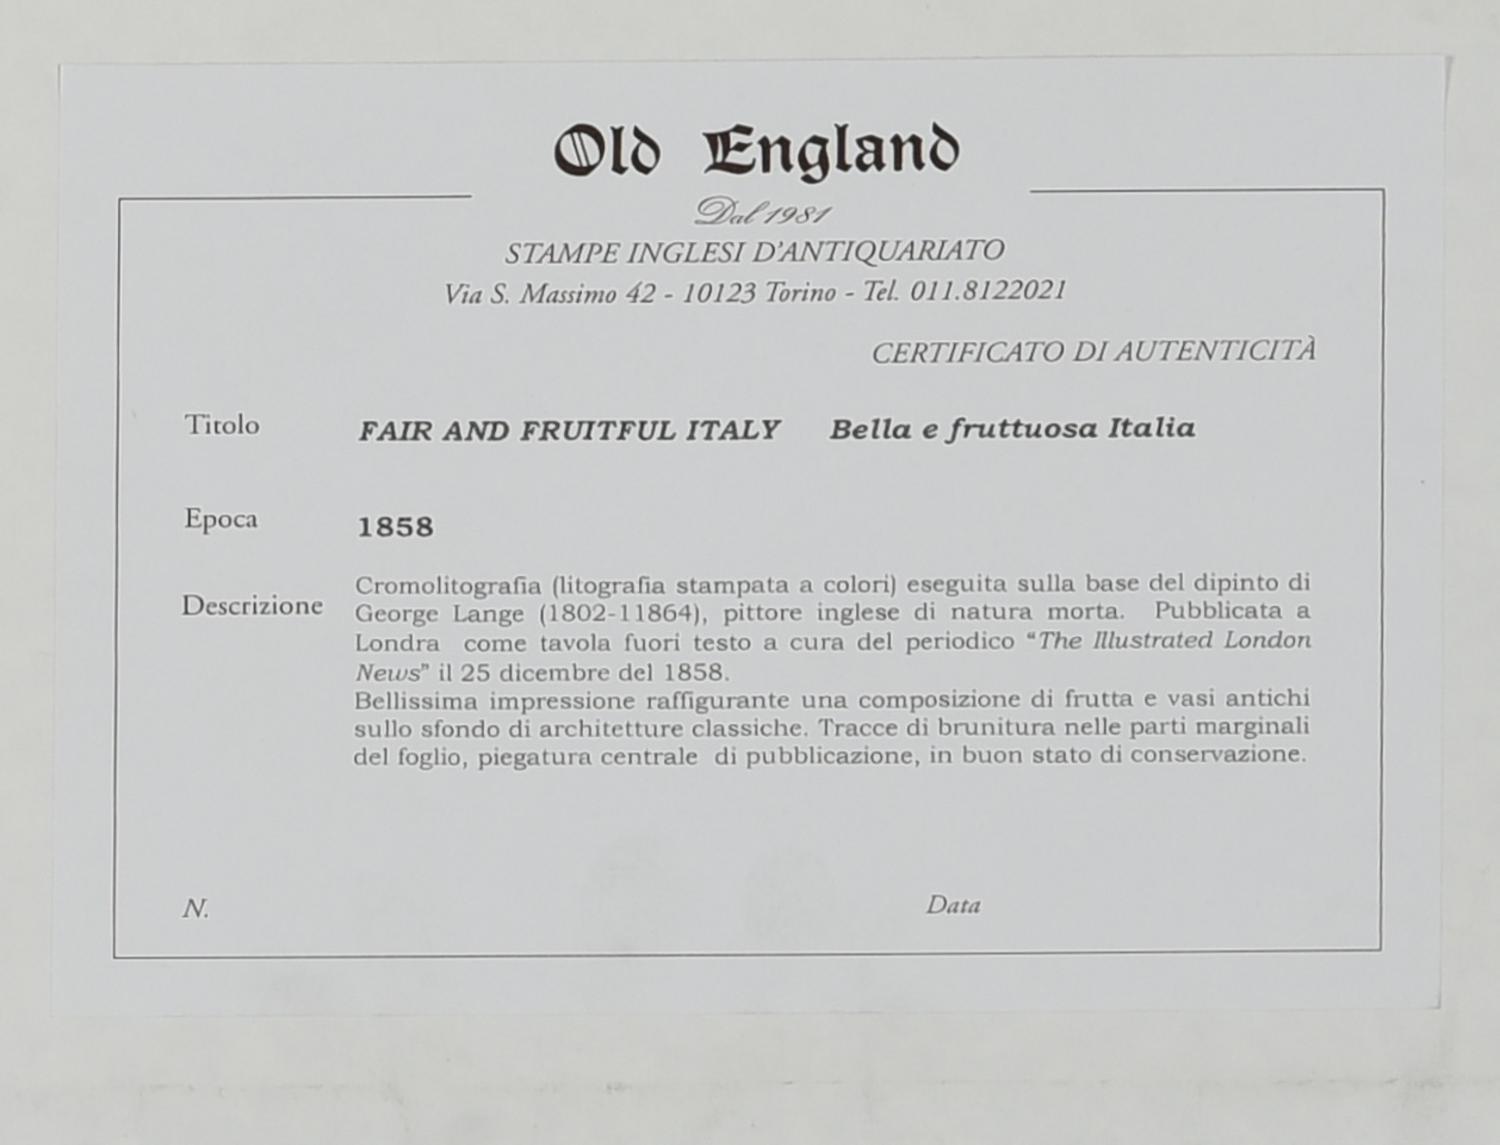 Old England
Dal 1981
STAMPE INGLESI D'ANTIQUARIATO
Via S. Massimo 42 - 10123 Torino - Tel. 011.8122021
CERTIFICATO DI AUTENTICITÀ
Titolo FAIR AND FRUITFUL ITALY Bella e fruttuosa Italia
Epoca 1858
Descrizione
Cromolitografia (litografia stampata a colori) eseguita sulla base del dipinto di
George Lange (1802-11864), pittore inglese di natura morta. Pubblicata a
Londra come tavola fuori testo a cura del periodico “The Illustrated London
News” il 25 dicembre del 1858.
Bellissima impressione raffigurante una composizione di frutta e vasi antichi
sullo sfondo di architetture classiche. Tracce di brunitura nelle parti marginali
del foglio, piegatura centrale di pubblicazione, in buon stato di conservazione.
N. Data